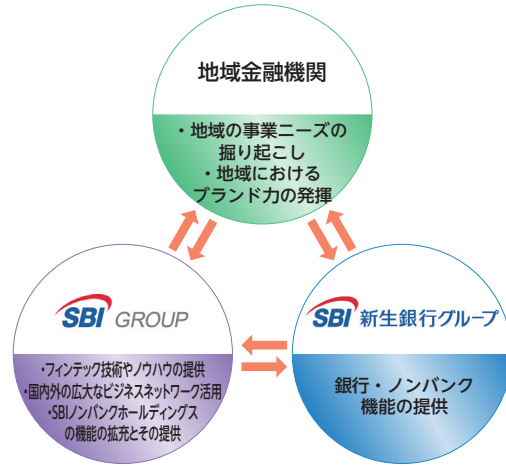 地域金融機関
・地域の事業ニーズの
掘り起こし
・地域における
ブランド力の発揮
SBI GROUP
・フィンテック技術やノウハウの提供
・国内外の広大なビジネスネットワーク活用
・SBIノンバンクホールディングス
の機能の拡充とその提供
SBI 新生銀行グループ
銀行・ノンバンク
機能の提供